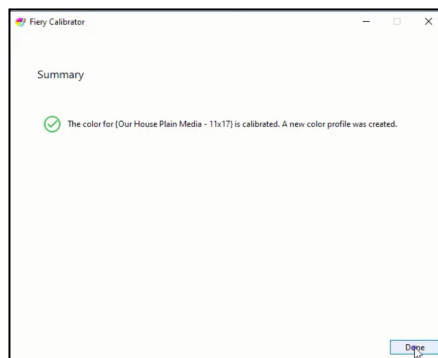 Fiery Calibrator
Summary
The color for {Our House Plain Media - 11x17} is calibrated. A new color profile was created.
Done